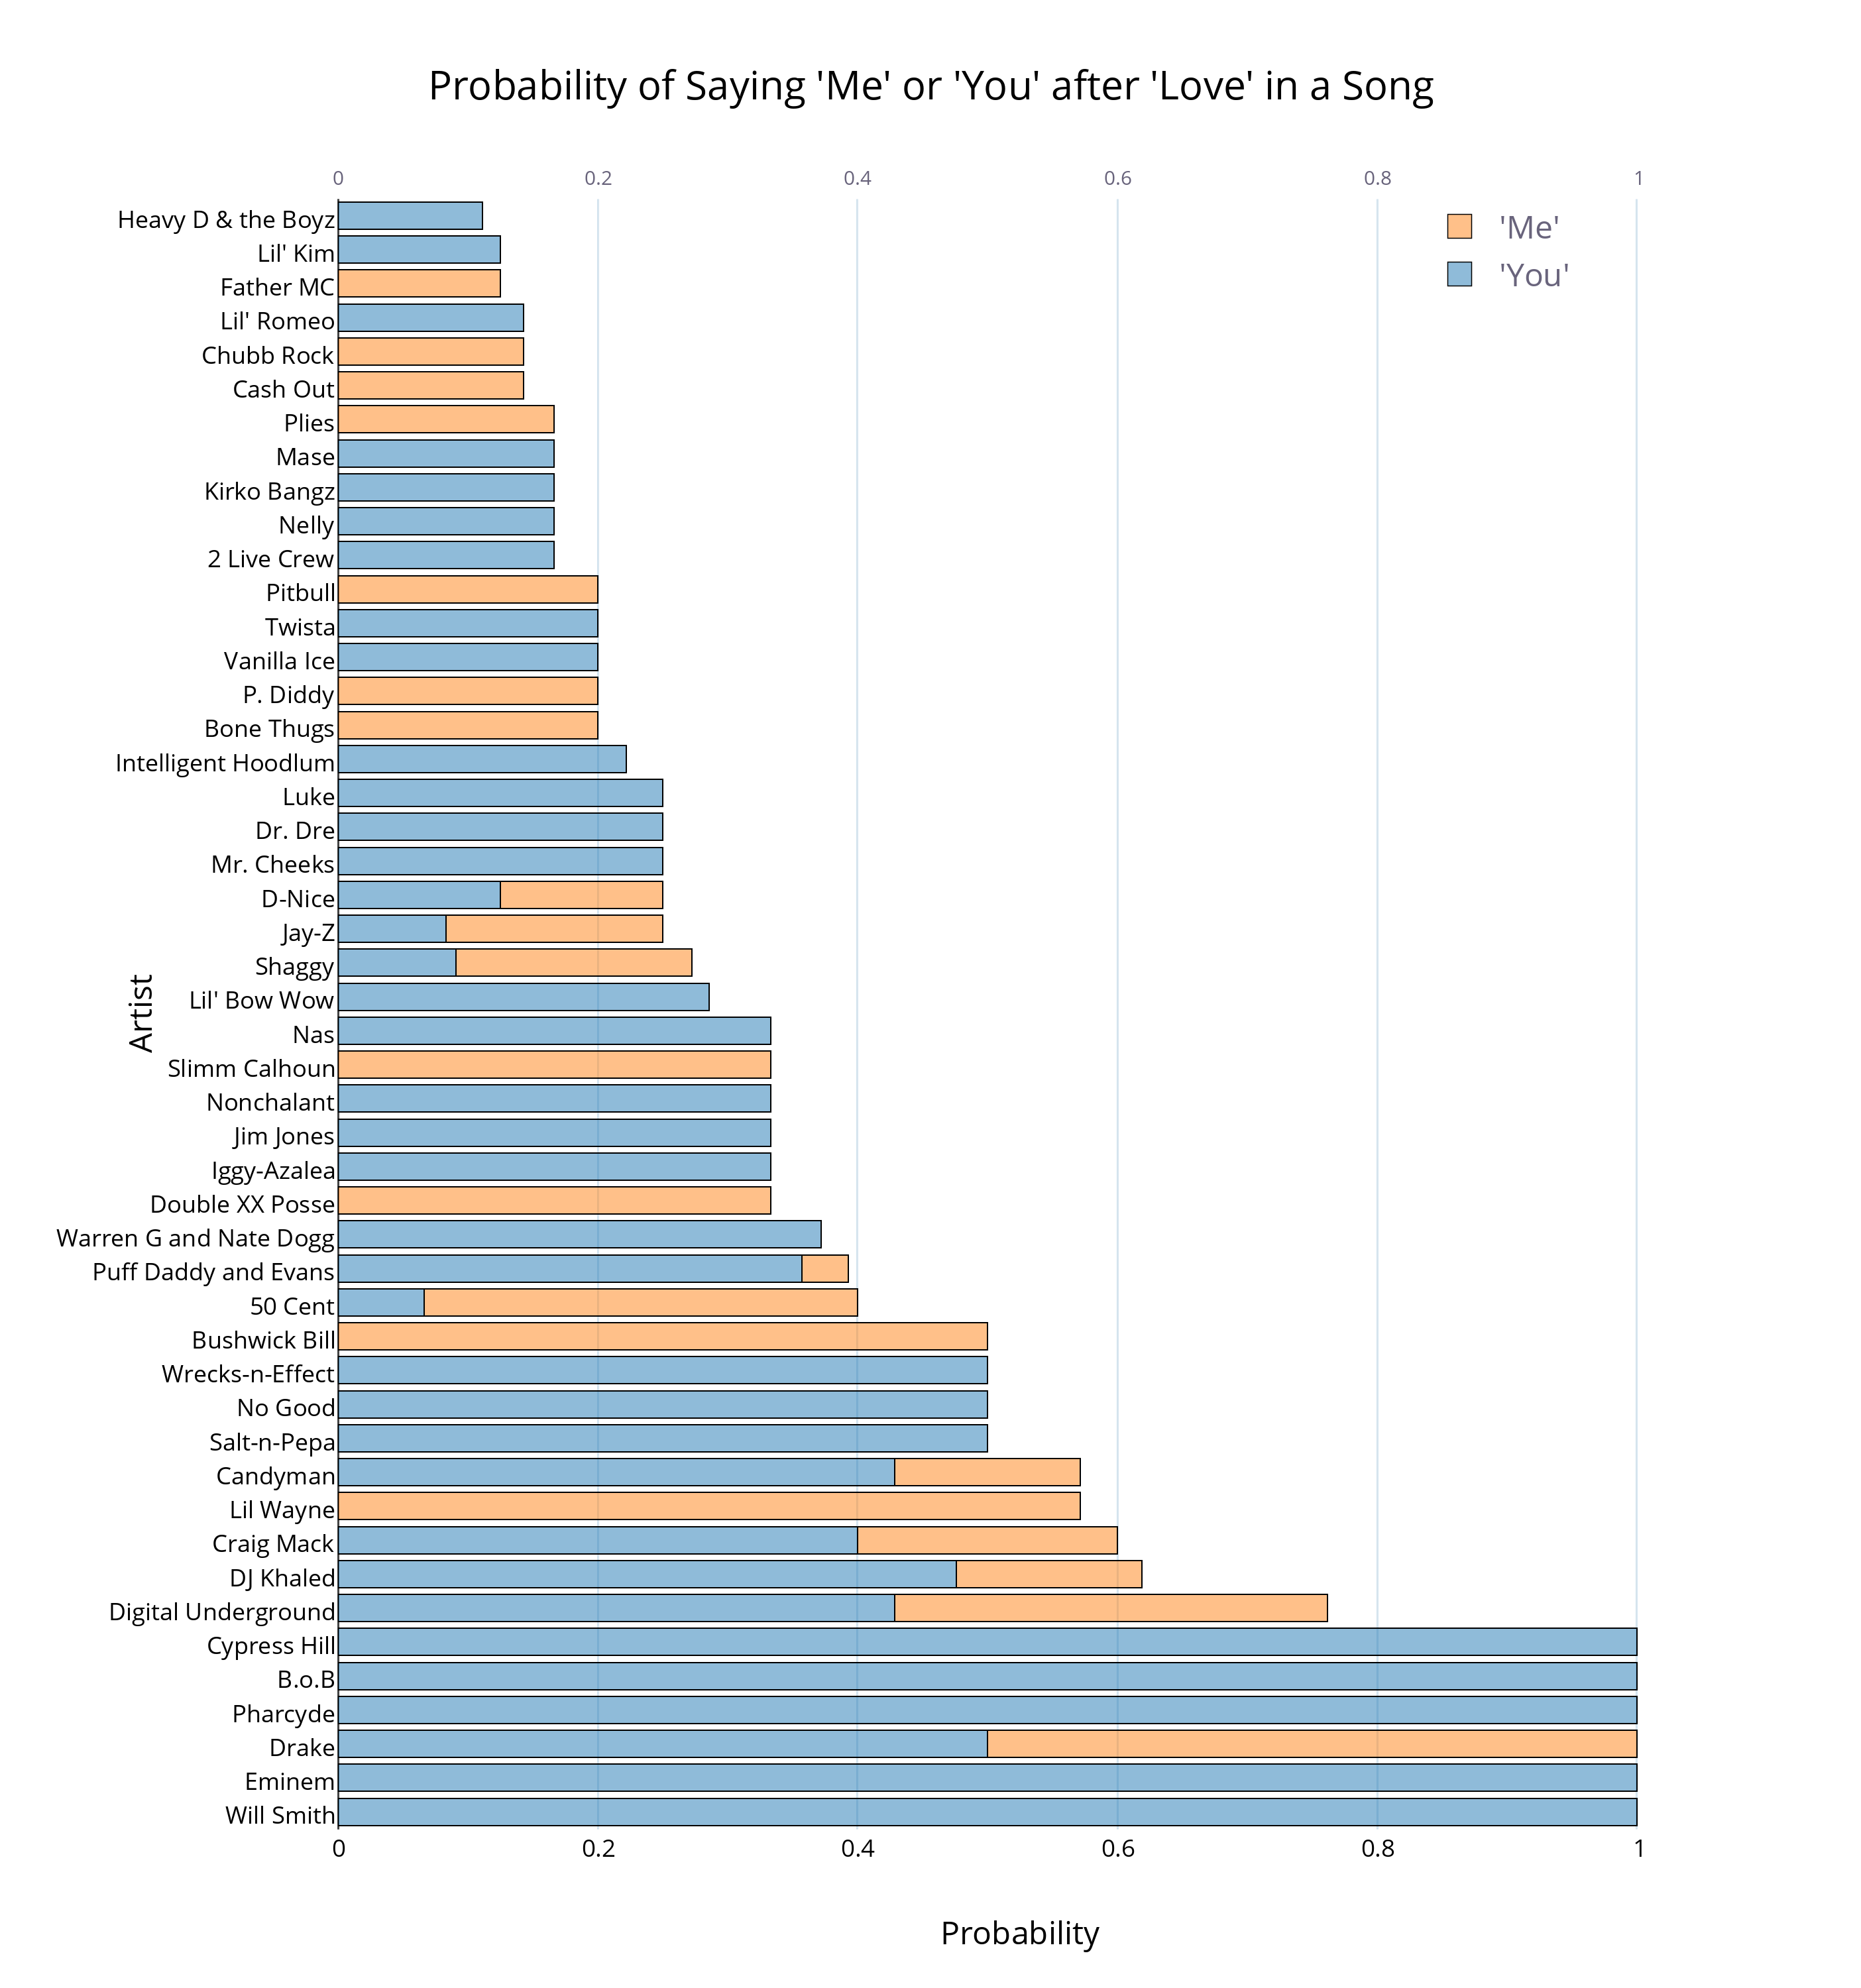 Probability of Saying 'Me' or 'You' after 'Love' in a Song
0 0.2 0.4 0.6 0.8 1
'Me'
'You'
Heavy D & the Boyz
Lil' Kim
Father MC
Lil' Romeo
Chubb Rock
Cash Out
Plies
Mase
Kirko Bangz
Nelly
2 Live Crew
Pitbull
Twista
Vanilla Ice
P. Diddy
Bone Thugs
Intelligent Hoodlum
Luke
Dr. Dre
Mr. Cheeks
D-Nice
Jay-Z
Shaggy
Lil' Bow Wow
Nas
Slimm Calhoun
Nonchalant
Jim Jones
Iggy-Azalea
Double XX Posse
Warren G and Nate Dogg
Puff Daddy and Evans
50 Cent
Bushwick Bill
Wrecks-n-Effect
No Good
Salt-n-Pepa
Candyman
Lil Wayne
Craig Mack
DJ Khaled
Digital Underground
Cypress Hill
B.o.B
Pharcyde
Drake
Eminem
Will Smith
Artist
0 0.2 0.4 0.6 0.8 1
Probability